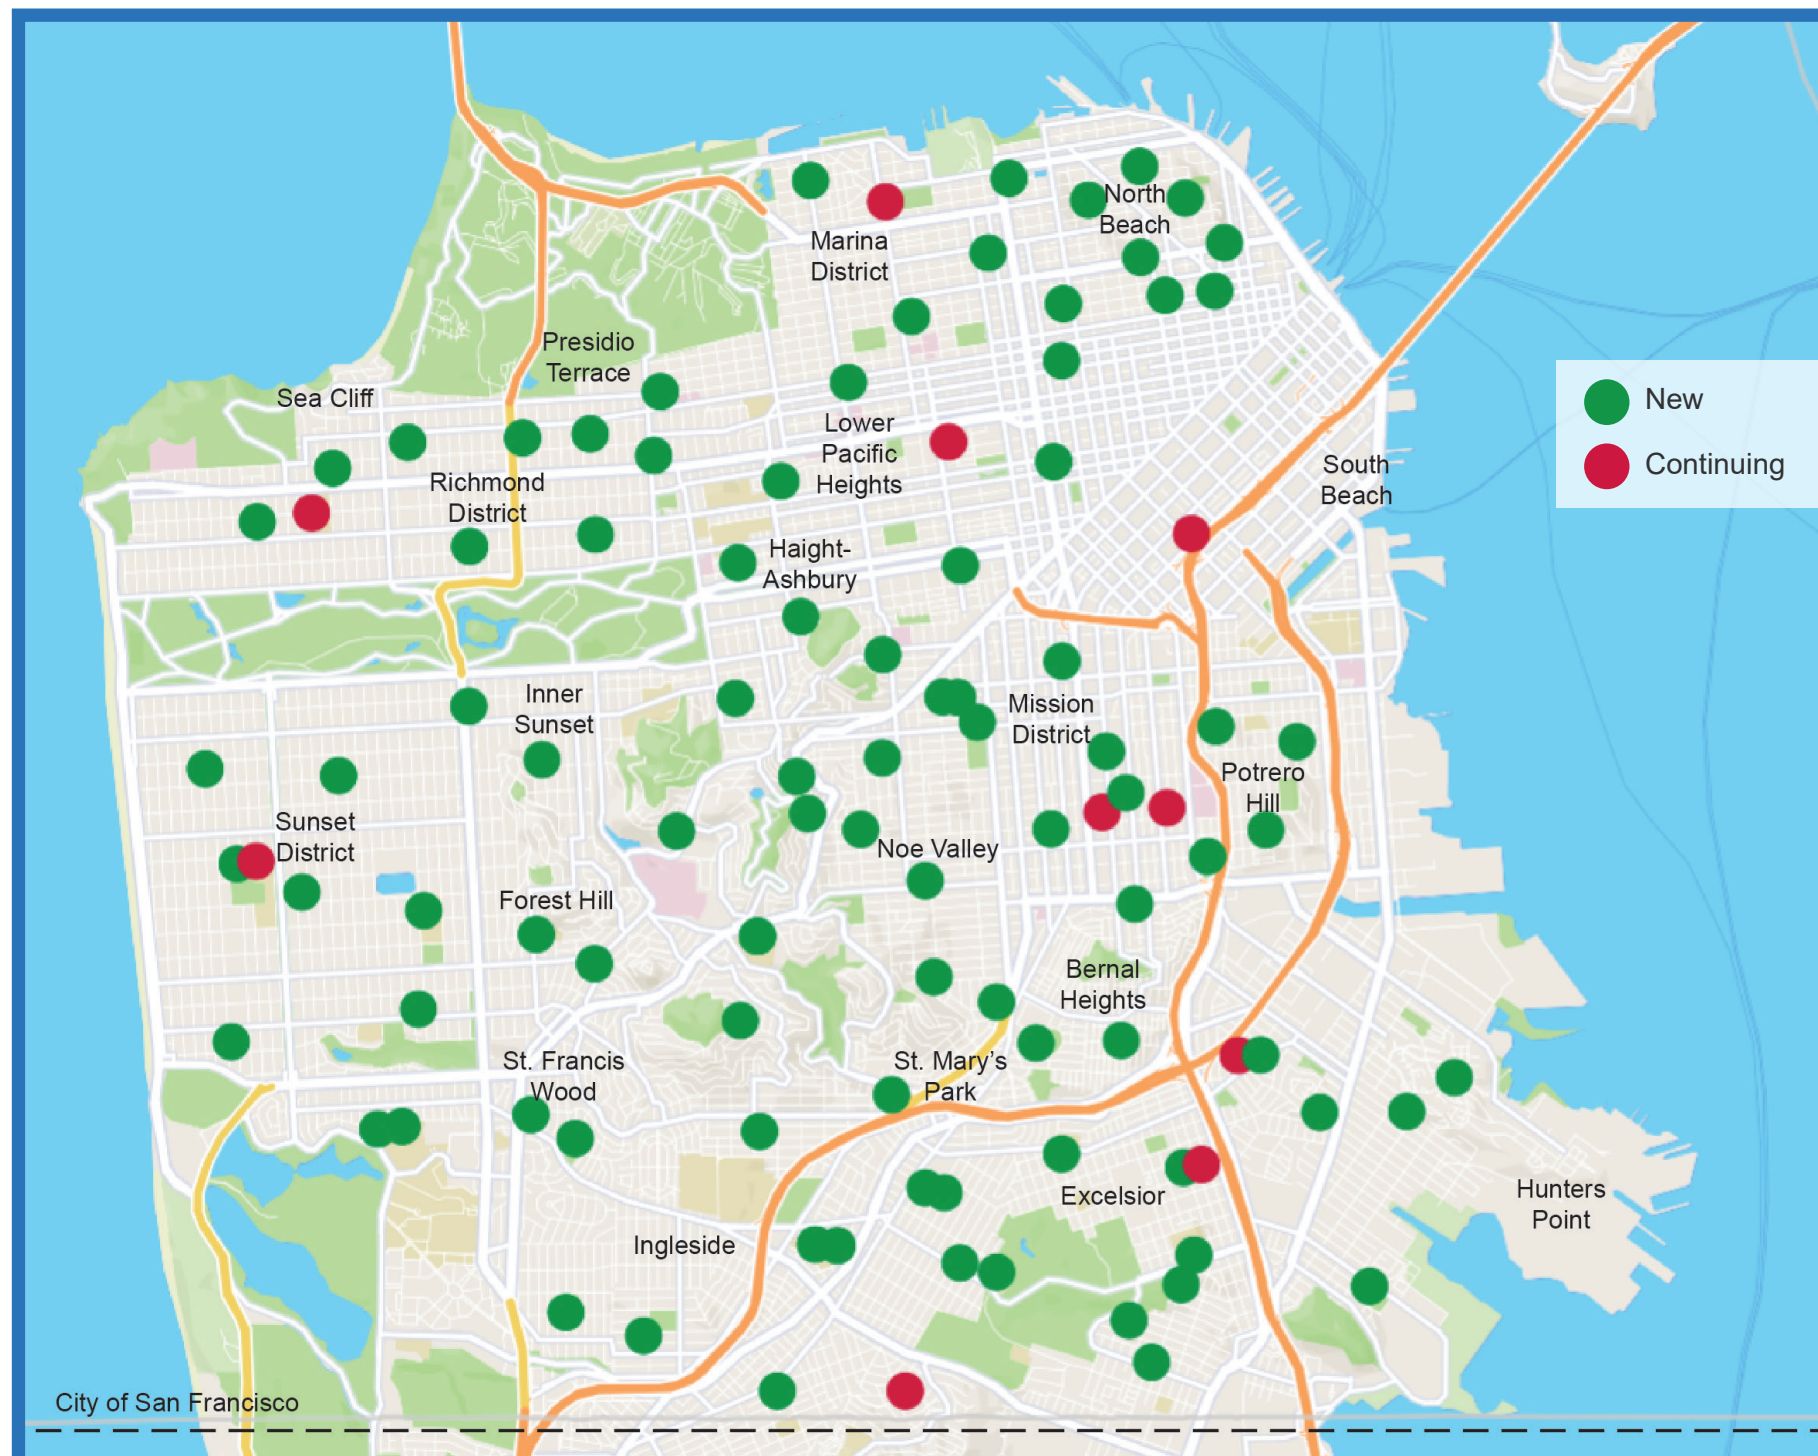 North
Beach
Marina
District
Presidio
Terrace
Sea Cliff
New
Continuing
Lower
Pacific
Heights
South
Beach
Richmond
District
Haight-
Ashbury
Inner
Sunset
Mission
District
Potrero
Hill
Sunset
District
Noe Valley
Forest Hill
Bernal
Heights
St. Francis
Wood
St. Mary's
Park
Excelsior
Hunters
Point
Ingleside
City of San Francisco